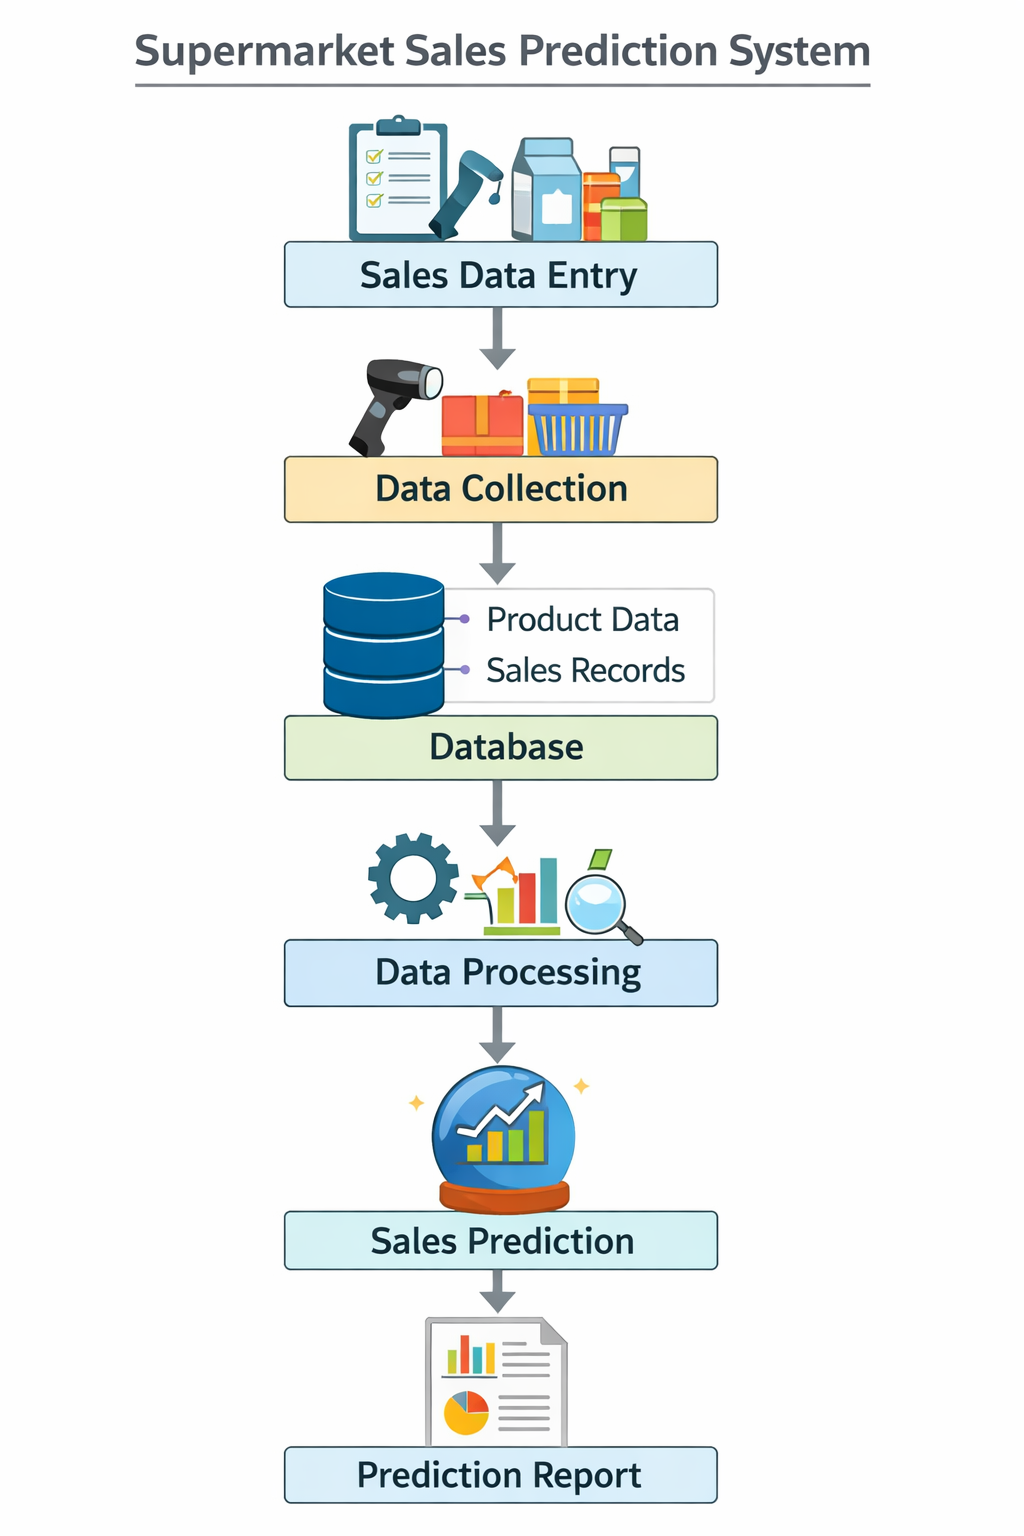 Supermarket Sales Prediction System
Sales Data Entry
Data Collection
Product Data
Sales Records
Database
Data Processing
Sales Prediction
Prediction Report